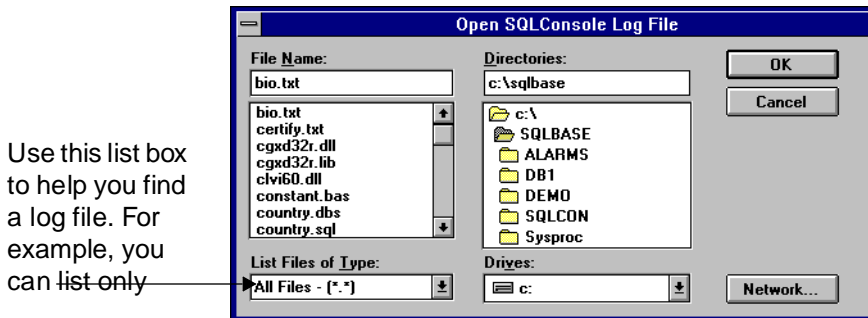 Open SQLConsole Log File
File Name:
bio.txt
bio.txt
certify.txt
cgxd32r.dll
cgxd32r.lib
clvi60.dll
constant.bas
country.dbs
country.sql
List Files of Type:
All Files - (*.*)
Directories:
c:\sqlbase
c:\
SQLBASE
ALARMS
DB1
DEMO
SQLCON
Sysproc
Drives:
c:
OK
Cancel
Network...
Use this list box
to help you find
a log file. For
example, you
can list only